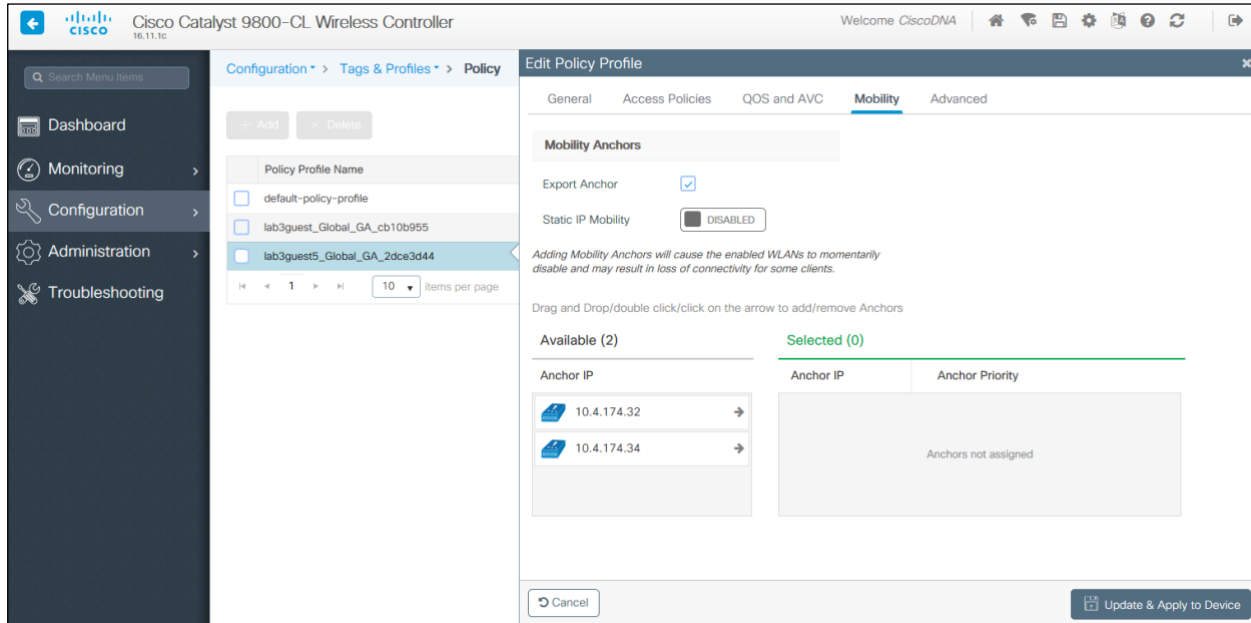 CISCO
Cisco Catalyst 9800-CL Wireless Controller
16.11.1c
Welcome CiscoDNA
Search Menu Items
Dashboard
Monitoring
Configuration
Administration
Troubleshooting
Configuration > Tags & Profiles > Policy
+ Add
× Delete
Policy Profile Name
default-policy-profile
lab3guest_Global_GA_cb10b955
lab3guest5_Global_GA_2dce3d44
1
10
items per page
Edit Policy Profile
General Access Policies QOS and AVC Mobility Advanced
Mobility Anchors
Export Anchor
Static IP Mobility
DISABLED
Adding Mobility Anchors will cause the enabled WLANs to momentarily
disable and may result in loss of connectivity for some clients.
Drag and Drop/double click/click on the arrow to add/remove Anchors
Available (2)
Anchor IP
10.4.174.32
10.4.174.34
Selected (0)
Anchor IP Anchor Priority
Anchors not assigned
Cancel
Update & Apply to Device